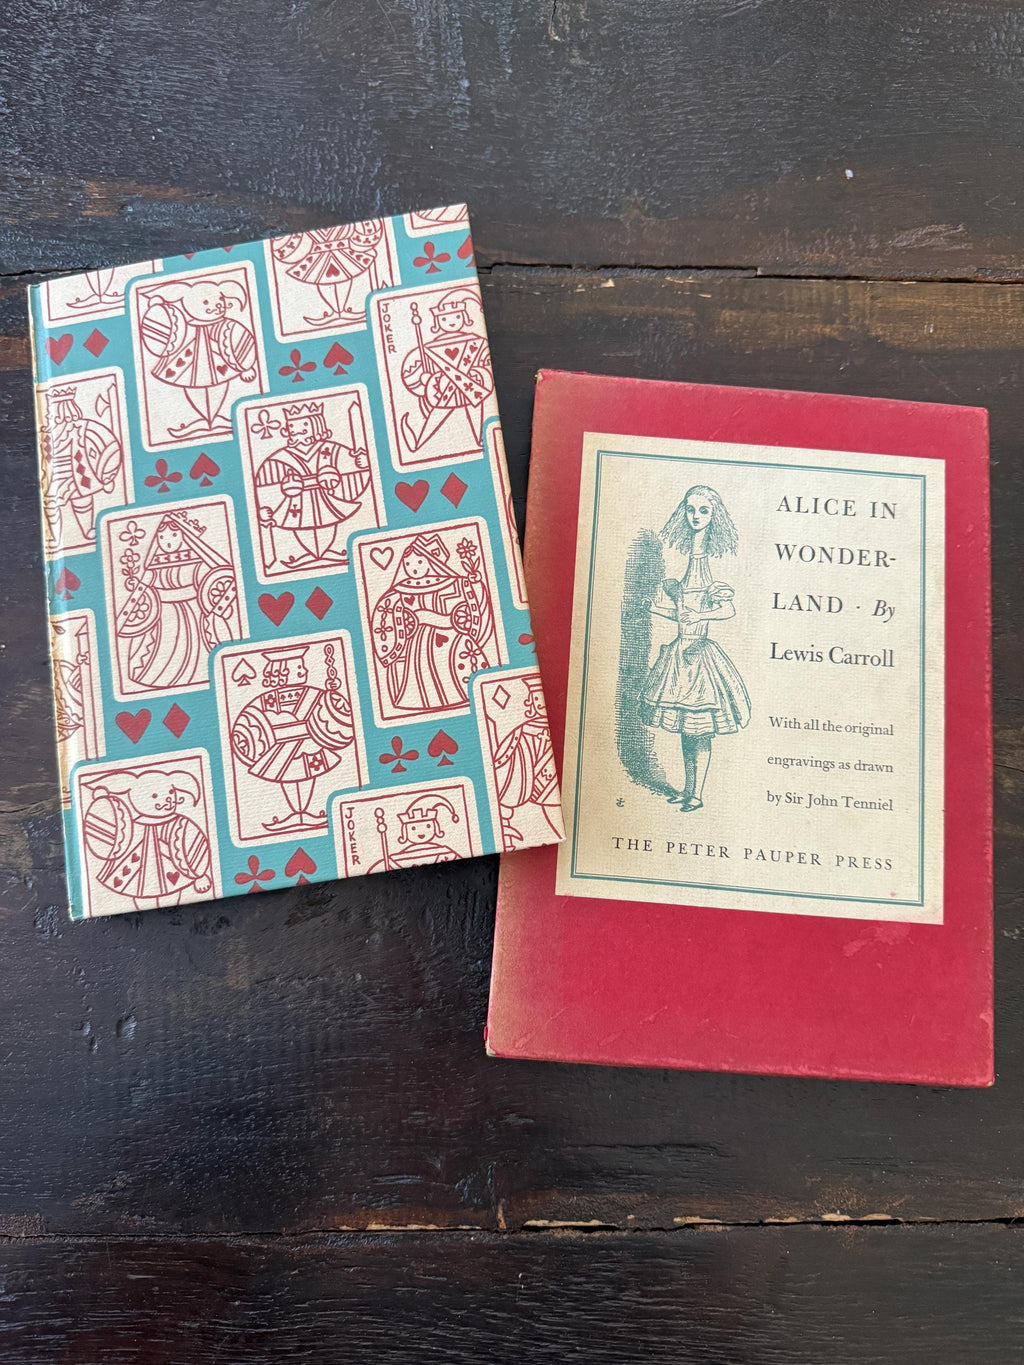 JOKER
JOKER
ALICE IN
WONDER-
LAND · By
Lewis Carroll
With all the original
engravings as drawn
by Sir John Tenniel
THE PETER PAUPER PRESS